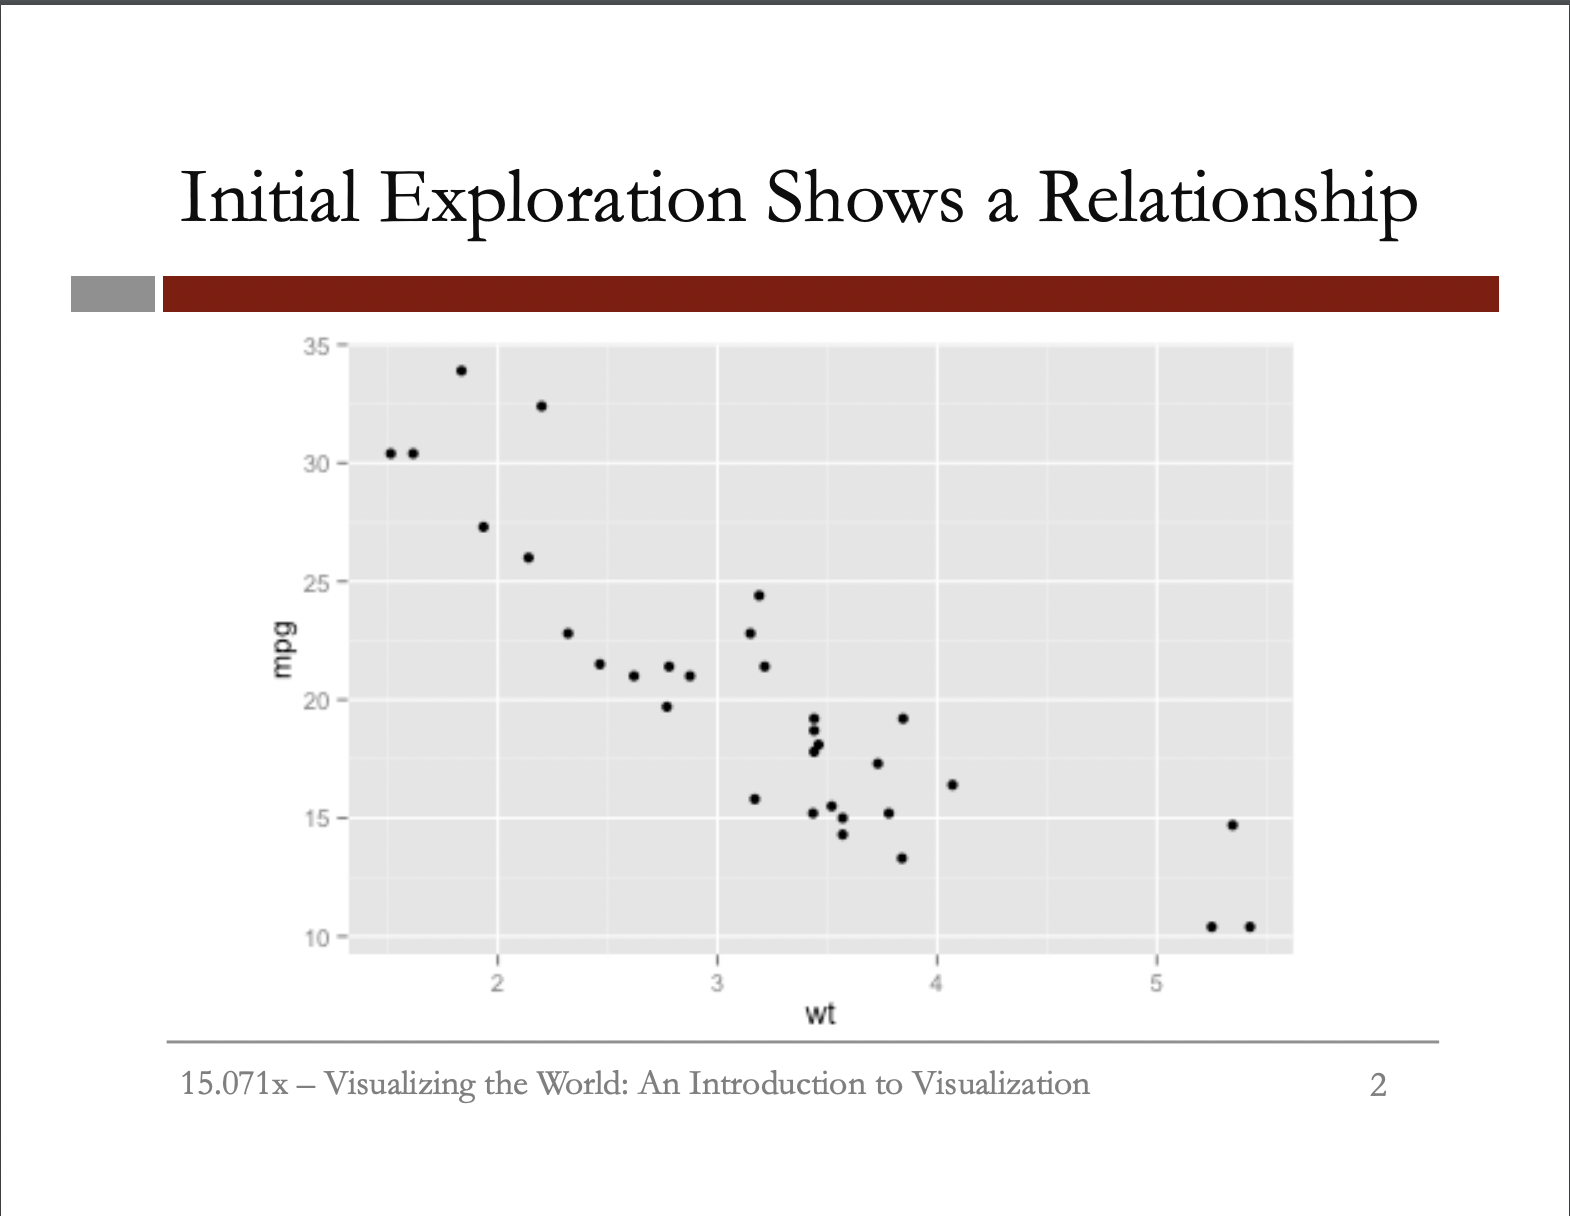 Initial Exploration Shows a Relationship
35
30
25
20
15
10
mpg
2 3 4 5
wt
15.071x – Visualizing the World: An Introduction to Visualization 2